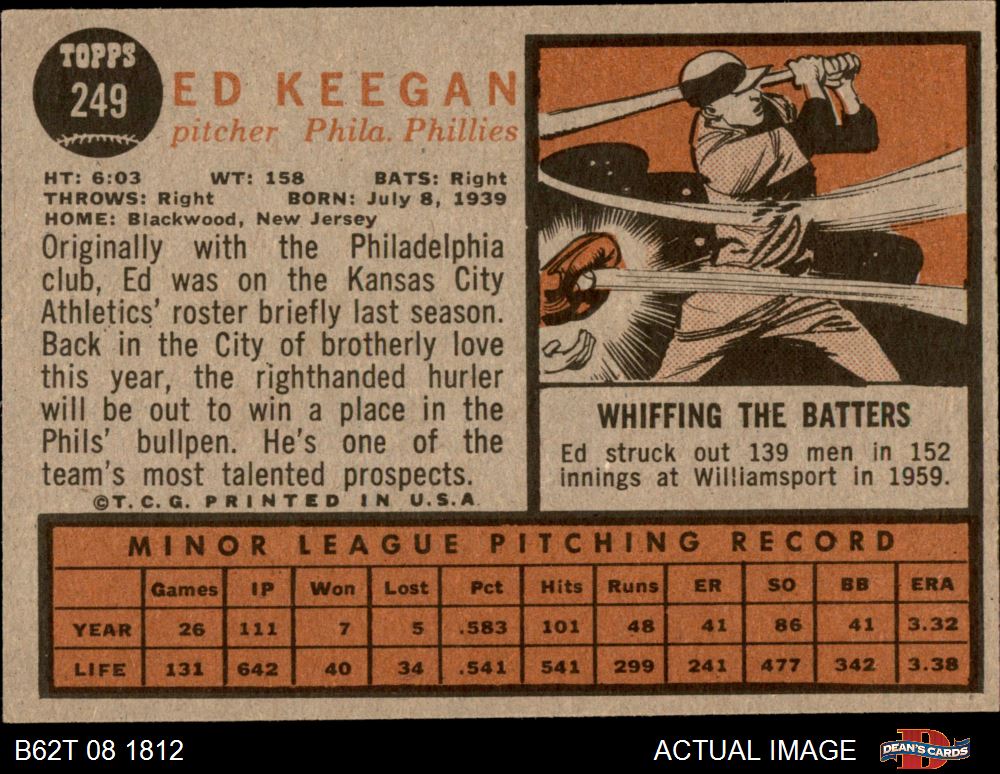 TOPPS
249
ED KEEGAN
pitcher Phila. Phillies
HT: 6:03 WT: 158 BATS: Right
THROWS: Right BORN: July 8, 1939
HOME: Blackwood, New Jersey
Originally with the Philadelphia
club, Ed was on the Kansas City
Athletics' roster briefly last season.
Back in the City of brotherly love
this year, the righthanded hurler
will be out to win a place in the
Phils' bullpen. He's one of the
team's most talented prospects.
©T.C.G. PRINTED IN U.S.A.
WHIFFING THE BATTERS
Ed struck out 139 men in 152
innings at Williamsport in 1959.
MINOR LEAGUE PITCHING RECORD
Games IP Won Lost Pct Hits Runs ER SO BB ERA
YEAR 26 111 7 5 .583 101 48 41 86 41 3.32
LIFE 131 642 40 34 .541 541 299 241 477 342 3.38
B62T 08 1812 ACTUAL IMAGE DEAN'S CARDS